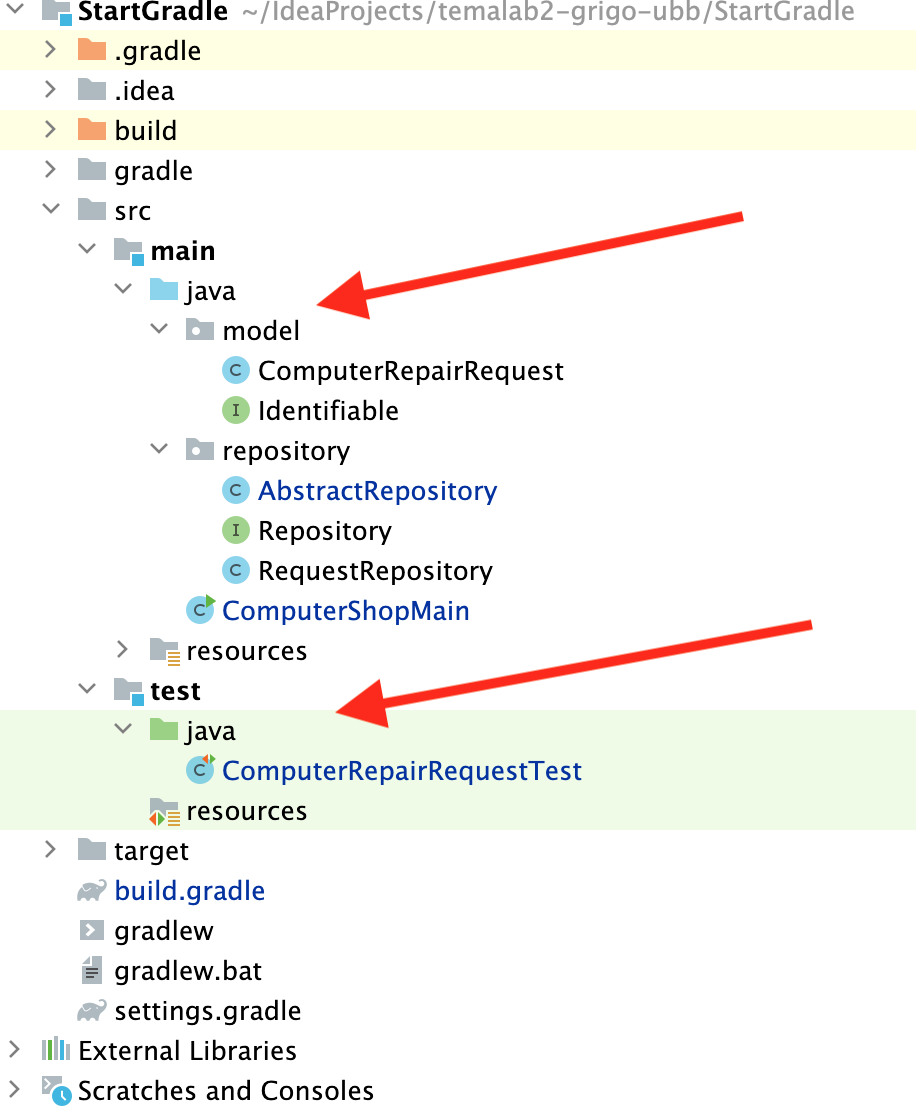 StartGradle ~/IdeaProjects/temalab2-grigo-ubb/StartGradle
.gradle
.idea
build
gradle
src
main
java
model
C ComputerRepairRequest
I Identifiable
repository
C AbstractRepository
I Repository
C RequestRepository
C ComputerShopMain
resources
test
java
C ComputerRepairRequestTest
resources
target
build.gradle
gradlew
gradlew.bat
settings.gradle
External Libraries
Scratches and Consoles